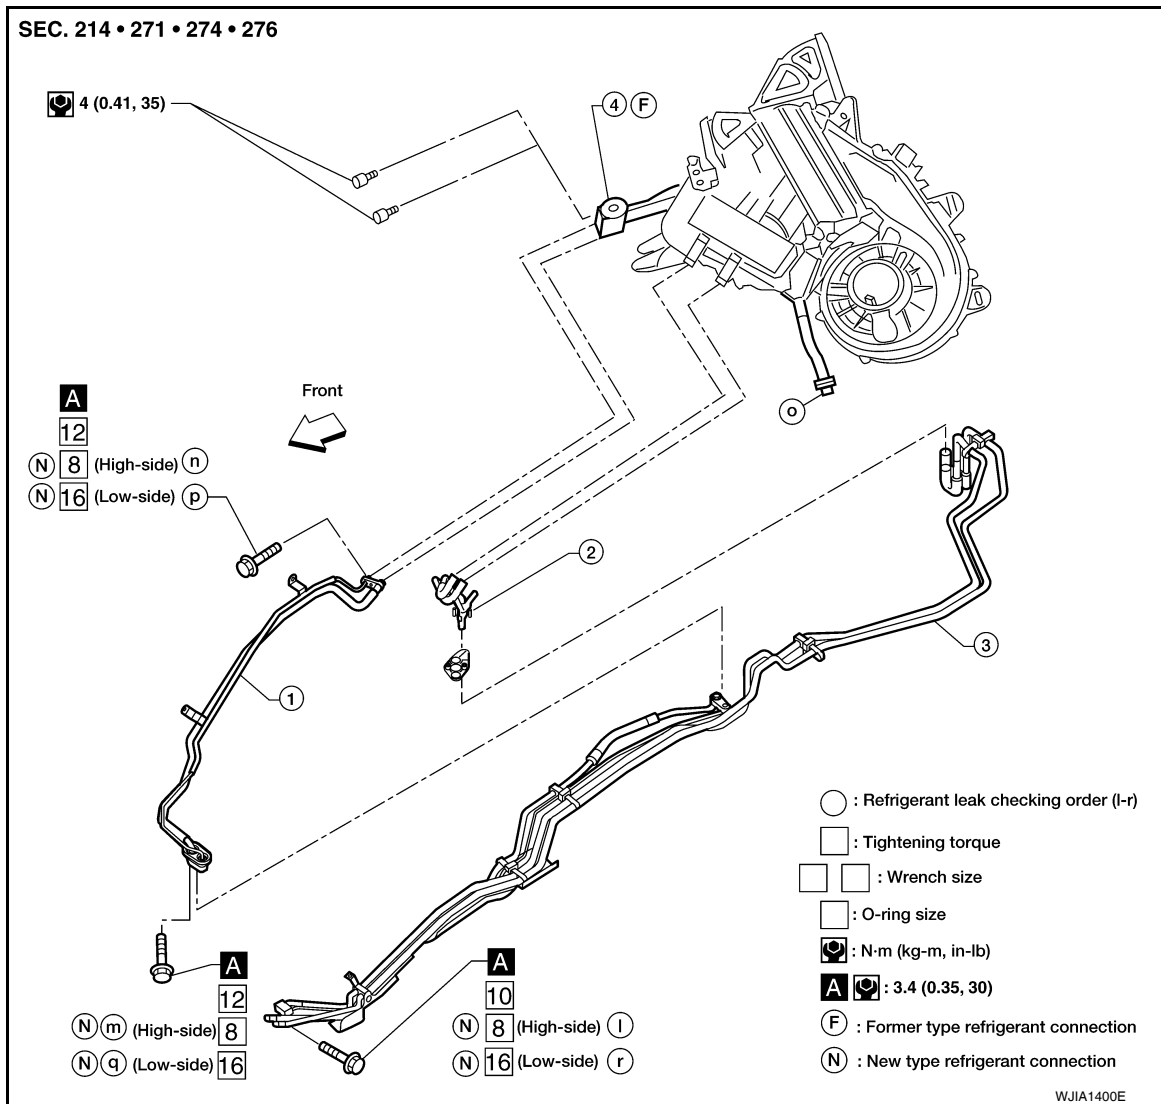 SEC. 214 • 271 • 274 • 276
4 (0.41, 35)
4 F
A
12
N 8 (High-side) n
N 16 (Low-side) p
Front
o
2
3
1
: Refrigerant leak checking order (l-r)
: Tightening torque
: Wrench size
: O-ring size
: N·m (kg-m, in-lb)
A : 3.4 (0.35, 30)
F : Former type refrigerant connection
N : New type refrigerant connection
A
12
N m (High-side) 8
N q (Low-side) 16
A
10
N 8 (High-side) l
N 16 (Low-side) r
WJIA1400E